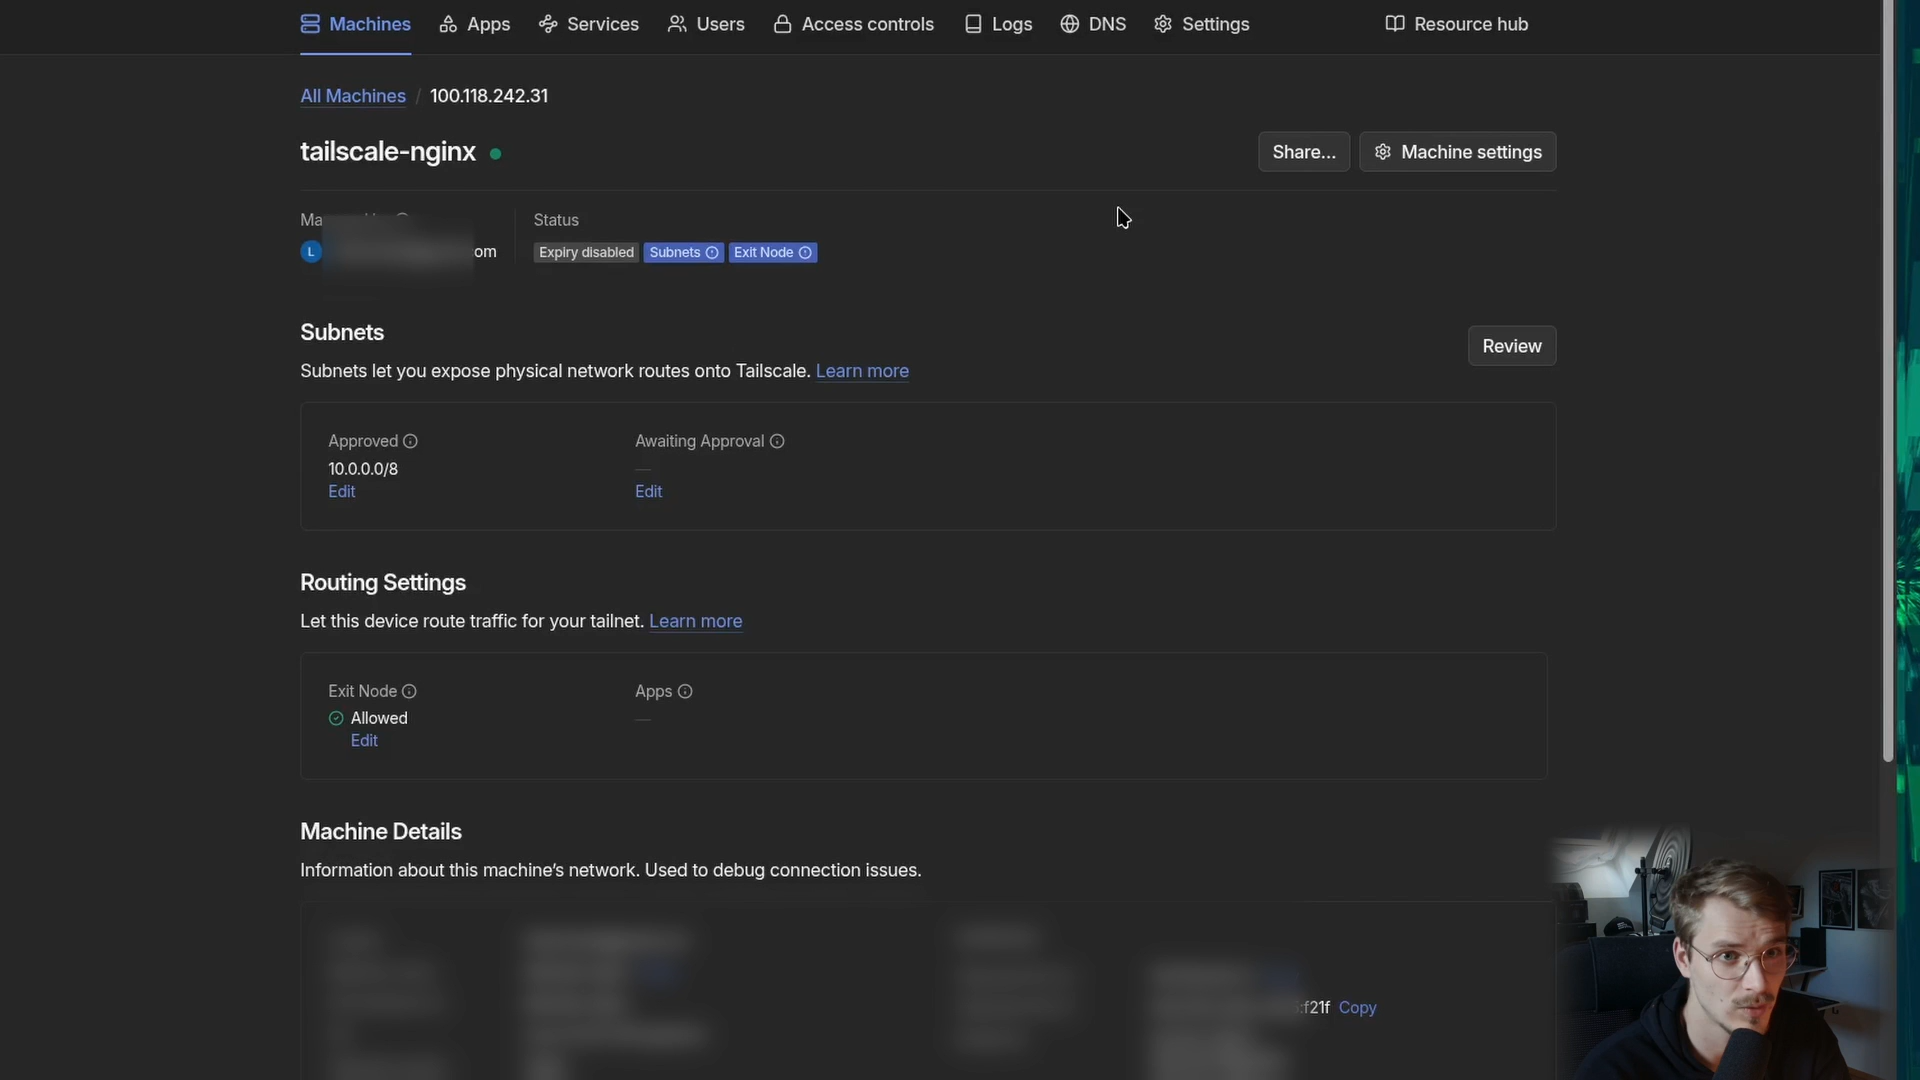 Machines Apps Services Users Access controls Logs DNS Settings Resource hub
All Machines / 100.118.242.31
tailscale-nginx
Share... Machine settings
Status
L om
Expiry disabled Subnets Exit Node
Subnets
Review
Subnets let you expose physical network routes onto Tailscale. Learn more
Approved Awaiting Approval
10.0.0.0/8 —
Edit Edit
Routing Settings
Let this device route traffic for your tailnet. Learn more
Exit Node Apps
Allowed —
Edit
Machine Details
Information about this machine’s network. Used to debug connection issues.
:f21f Copy